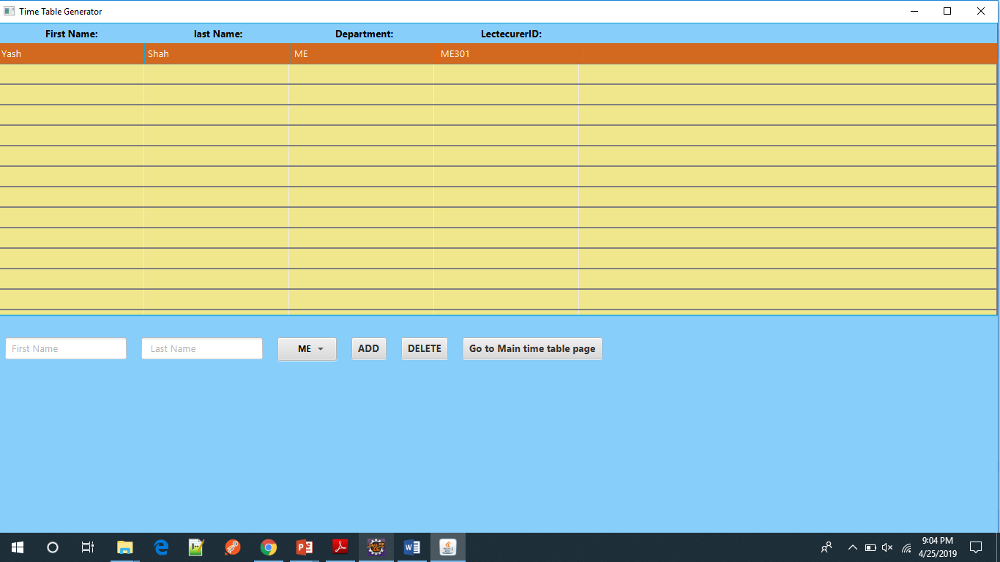 Time Table Generator
First Name: last Name: Department: LectecurerID:
Yash Shah ME ME301
First Name Last Name ME ADD DELETE Go to Main time table page
9:04 PM
4/25/2019